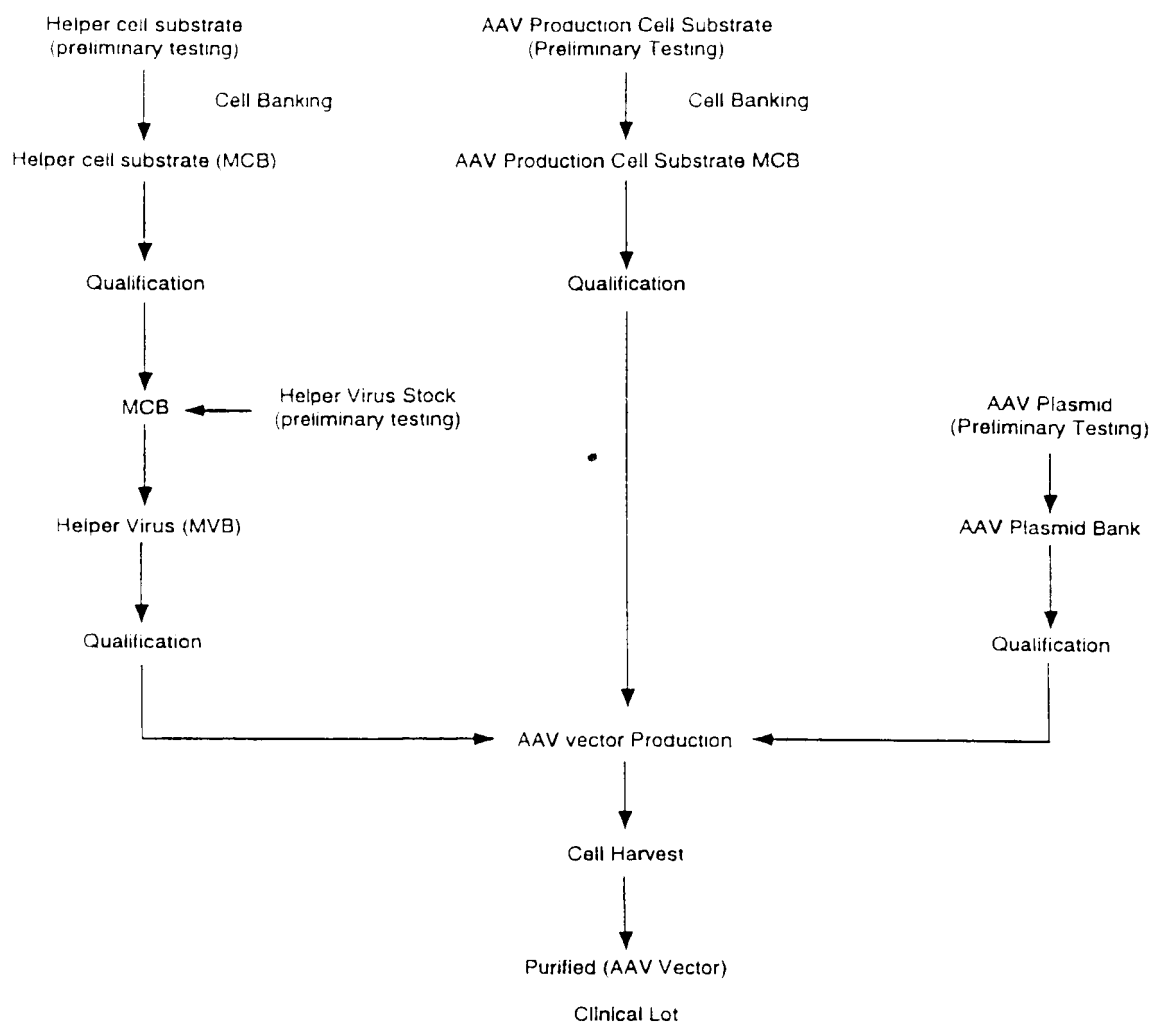 Helper cell substrate
(preliminary testing)
AAV Production Cell Substrate
(Preliminary Testing)
Cell Banking
Cell Banking
Helper cell substrate (MCB)
AAV Production Cell Substrate MCB
Qualification
Qualification
MCB
Helper Virus Stock
(preliminary testing)
AAV Plasmid
(Preliminary Testing)
Helper Virus (MVB)
AAV Plasmid Bank
Qualification
Qualification
AAV vector Production
Cell Harvest
Purified (AAV Vector)
Clinical Lot